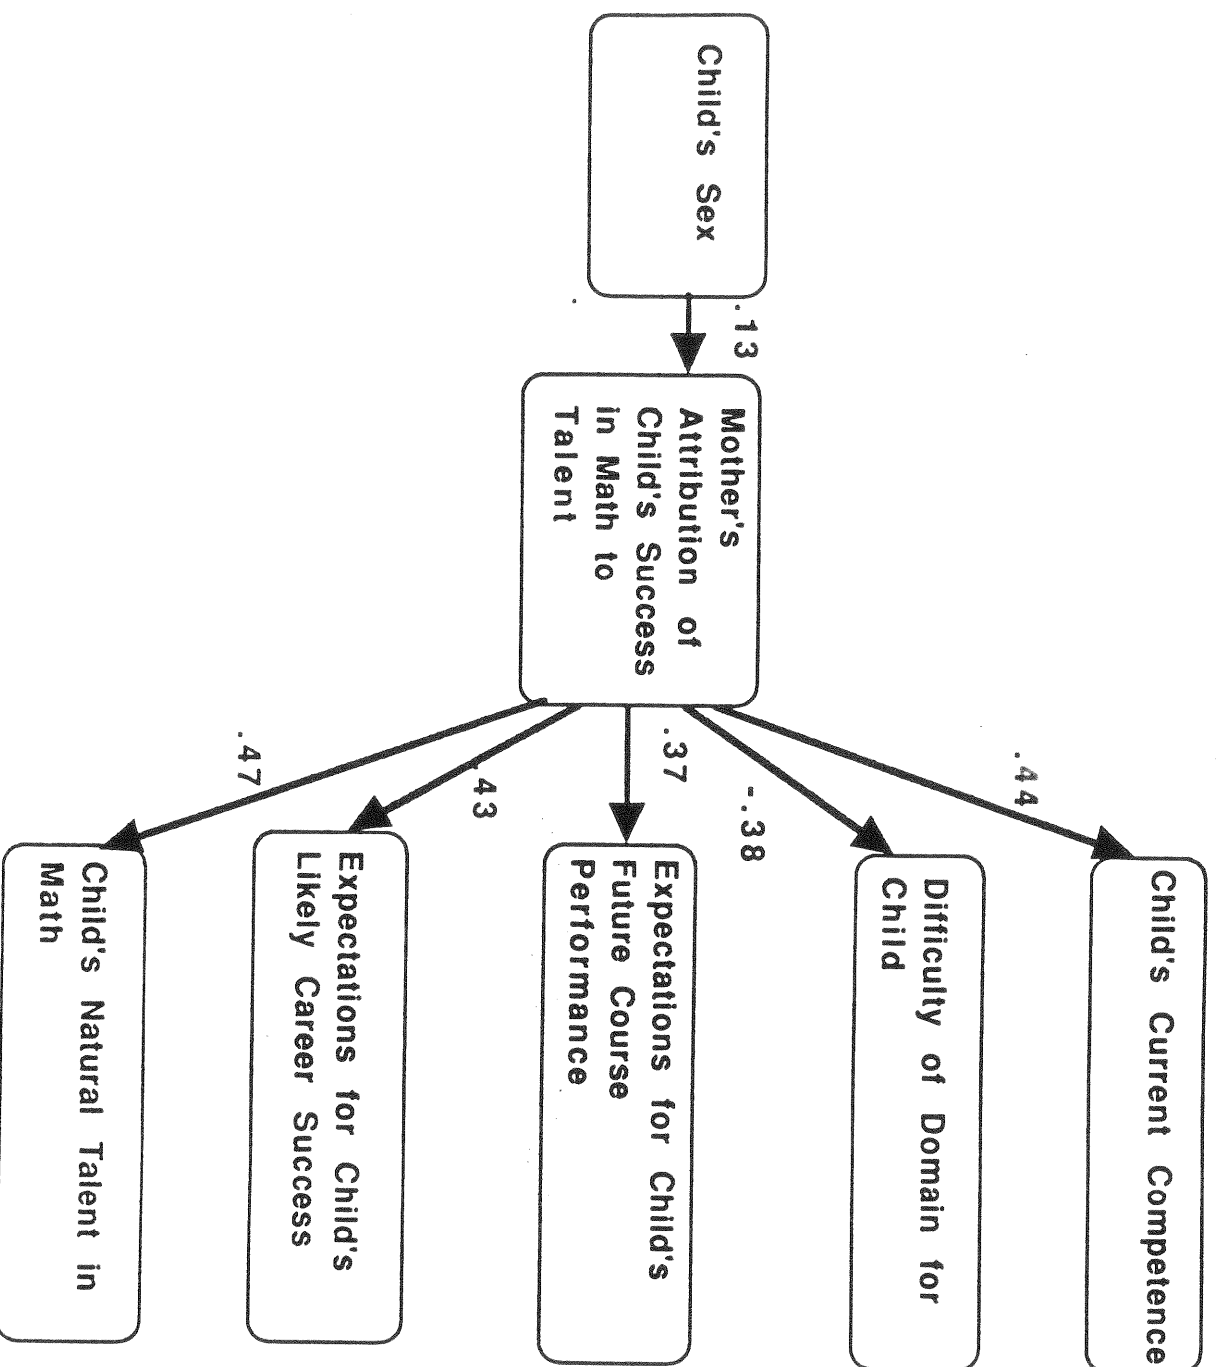 Child's Sex
.13
Mother's
Attribution of
Child's Success
in Math to
Talent
.44
Child's Current Competence
-.38
Difficulty of Domain for
Child
.37
Expectations for Child's
Future Course
Performance
.43
Expectations for Child's
Likely Career Success
.47
Child's Natural Talent in
Math